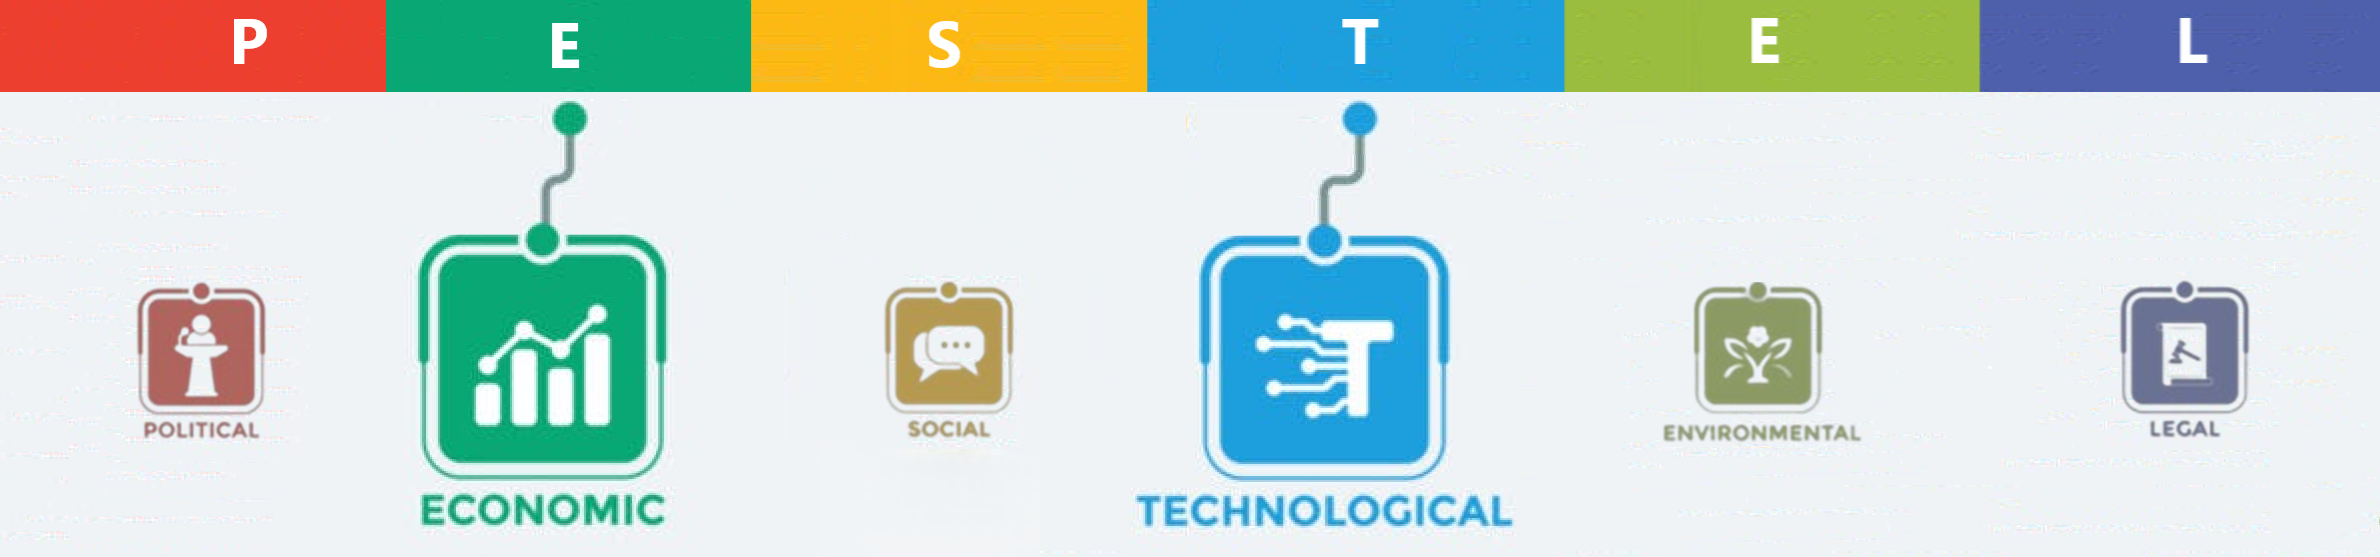 P E S T E L
POLITICAL
ECONOMIC
SOCIAL
TECHNOLOGICAL
ENVIRONMENTAL
LEGAL